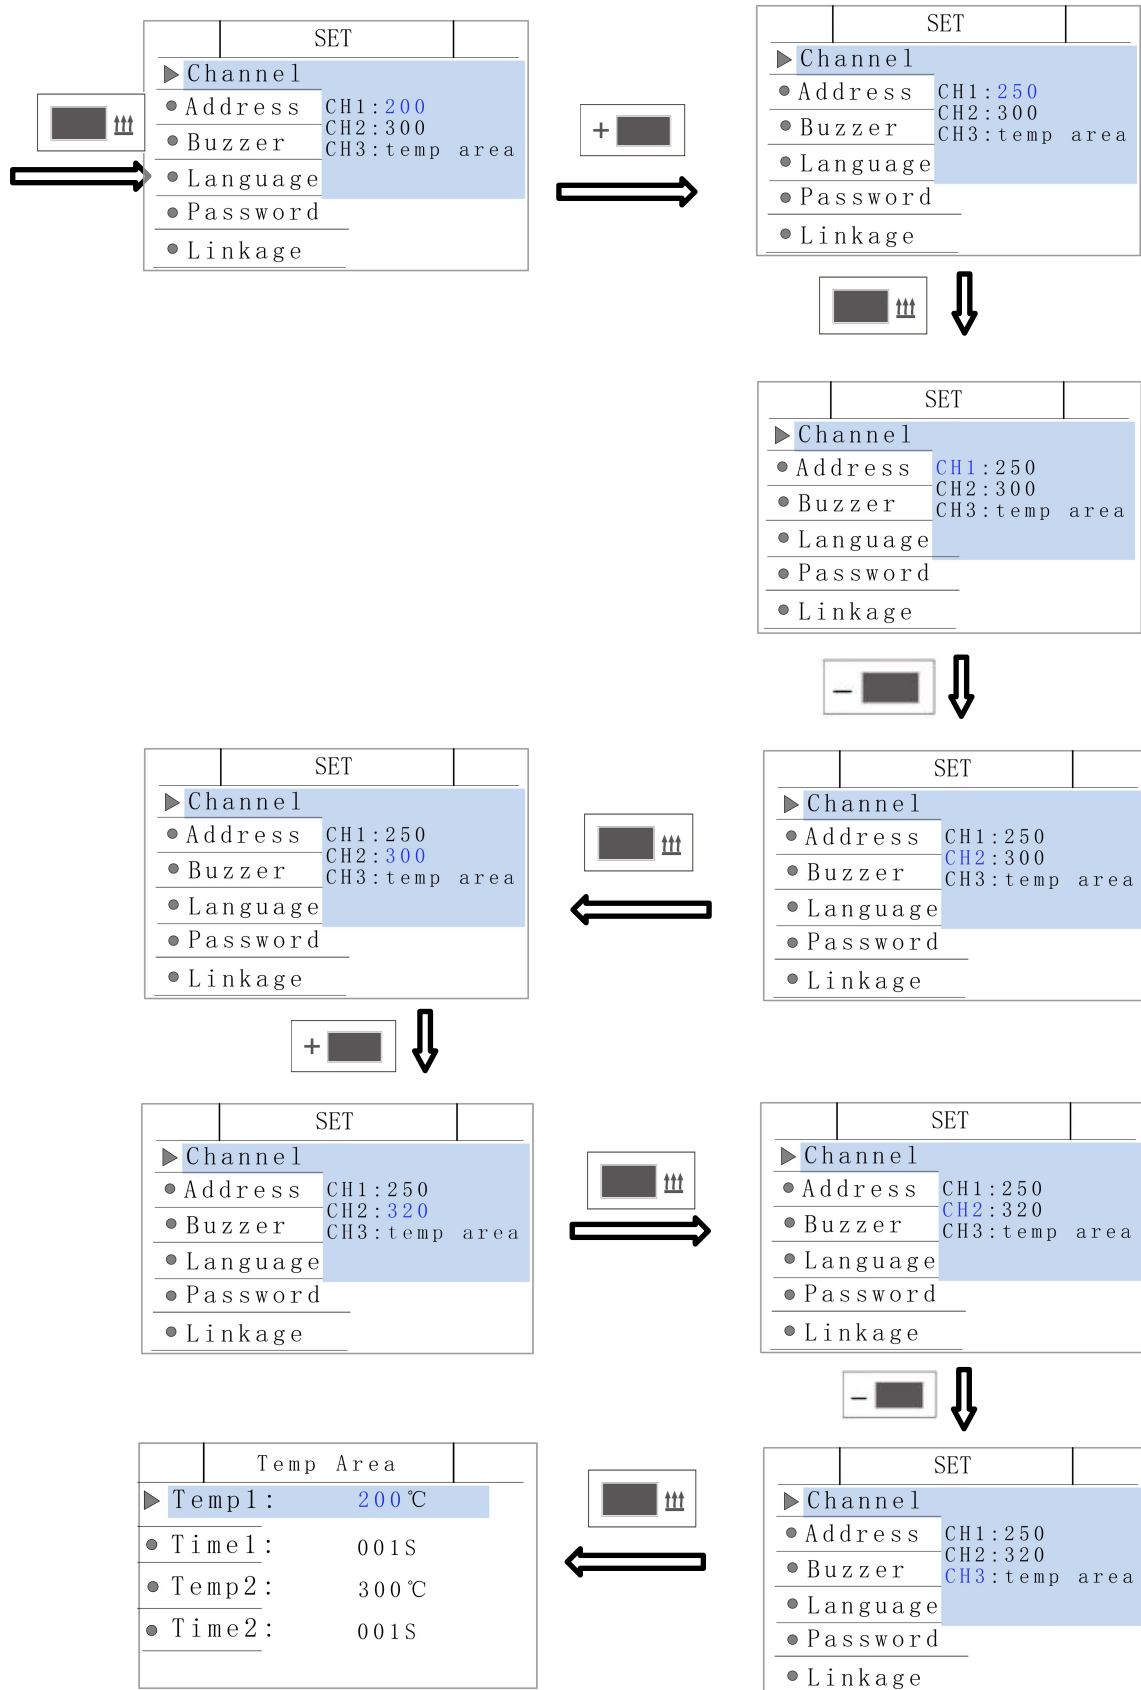 SET
Channel
Address
CH1:200
CH2:300
Buzzer
CH3:temp area
Language
Password
Linkage
+
SET
Channel
Address
CH1:250
CH2:300
Buzzer
CH3:temp area
Language
Password
Linkage
SET
Channel
Address
CH1:250
CH2:300
Buzzer
CH3:temp area
Language
Password
Linkage
−
SET
Channel
Address
CH1:250
CH2:300
Buzzer
CH3:temp area
Language
Password
Linkage
SET
Channel
Address
CH1:250
CH2:300
Buzzer
CH3:temp area
Language
Password
Linkage
+
SET
Channel
Address
CH1:250
CH2:320
Buzzer
CH3:temp area
Language
Password
Linkage
SET
Channel
Address
CH1:250
CH2:320
Buzzer
CH3:temp area
Language
Password
Linkage
−
SET
Channel
Address
CH1:250
CH2:320
Buzzer
CH3:temp area
Language
Password
Linkage
Temp Area
Temp1: 200℃
Time1: 001S
Temp2: 300℃
Time2: 001S